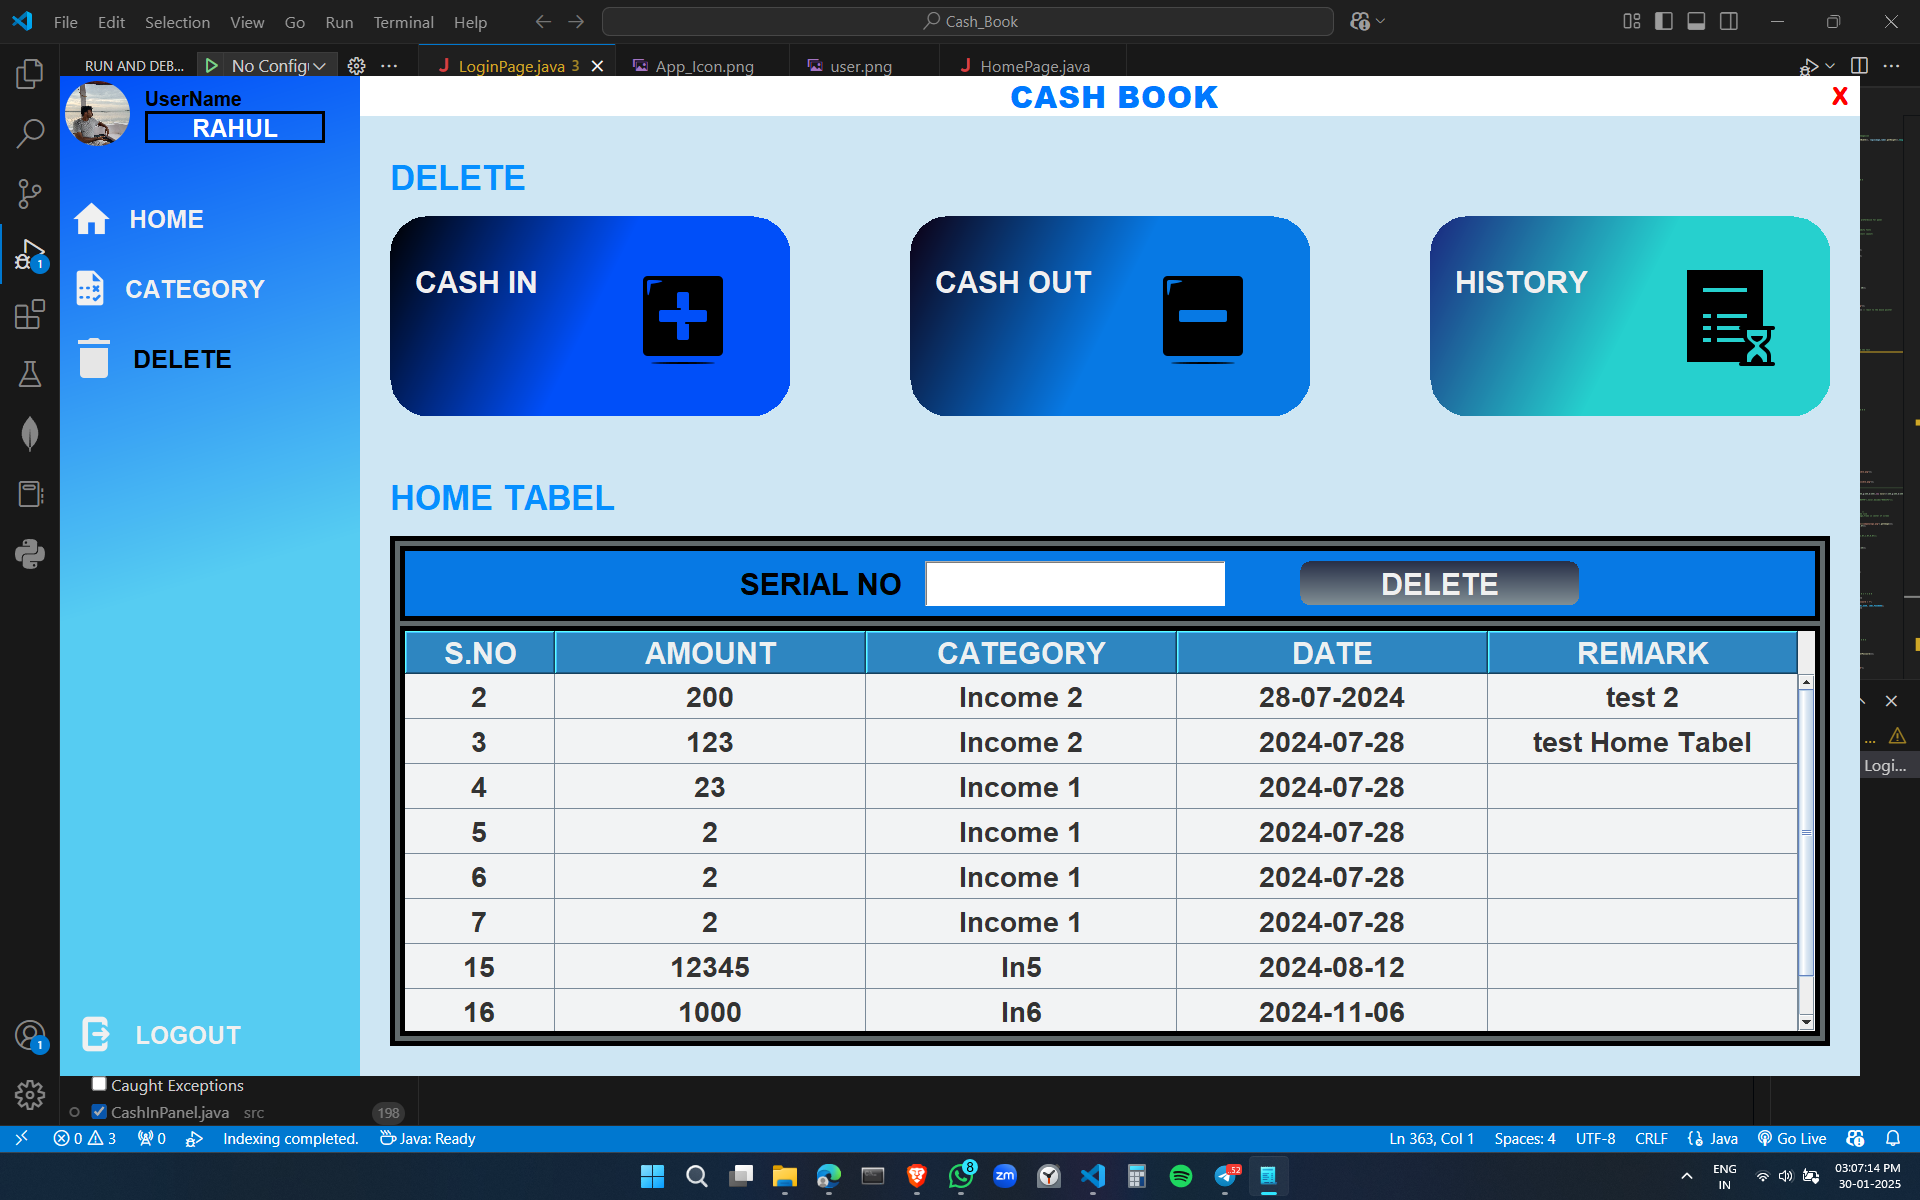 File Edit Selection View Go Run Terminal Help
Cash_Book
RUN AND DEB... No Config
LoginPage.java 3 App_Icon.png user.png HomePage.java
UserName
RAHUL
CASH BOOK
X
HOME
CATEGORY
DELETE
LOGOUT
DELETE
CASH IN
CASH OUT
HISTORY
HOME TABEL
SERIAL NO
DELETE
S.NO AMOUNT CATEGORY DATE REMARK
2 200 Income 2 28-07-2024 test 2
3 123 Income 2 2024-07-28 test Home Tabel
4 23 Income 1 2024-07-28
5 2 Income 1 2024-07-28
6 2 Income 1 2024-07-28
7 2 Income 1 2024-07-28
15 12345 In5 2024-08-12
16 1000 In6 2024-11-06
...
Logi...
1
1
Caught Exceptions
CashInPanel.java src 198
0 3 0 Indexing completed. Java: Ready
Ln 363, Col 1 Spaces: 4 UTF-8 CRLF Java Go Live
8
zm
52
ENG
IN
03:07:14 PM
30-01-2025